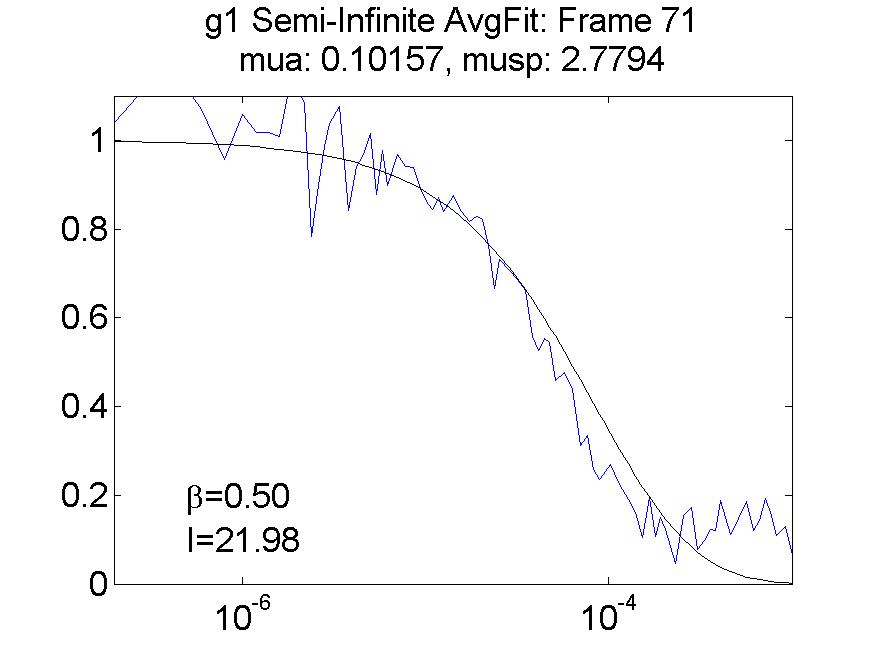 g1 Semi-Infinite AvgFit: Frame 71
mua: 0.10157, musp: 2.7794
1
0.8
0.6
0.4
0.2
0
β=0.50
I=21.98
10^-6
10^-4